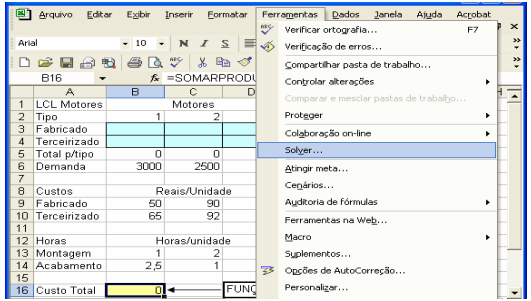 Arquivo Editar Exibir Inserir Formatar Ferramentas Dados Janela Ajuda Acrobat
Arial 10 N I S
B16 fx =SOMARPRODU
A B C D H
1 LCL Motores Motores
2 Tipo 1 2
3 Fabricado
4 Terceirizado
5 Total p/tipo 0 0
6 Demanda 3000 2500
7
8 Custos Reais/Unidade
9 Fabricado 50 90
10 Terceirizado 65 92
11
12 Horas Horas/unidade
13 Montagem 1 2
14 Acabamento 2,5 1
15
16 Custo Total 0 FUNÇ
Verificar ortografia... F7
Verificação de erros...
Compartilhar pasta de trabalho...
Controlar alterações
Comparar e mesclar pastas de trabalho...
Proteger
Colaboração on-line
Solver...
Atingir meta...
Cenários...
Auditoria de fórmulas
Ferramentas na Web...
Macro
Suplementos...
Opções de AutoCorreção...
Personalizar...